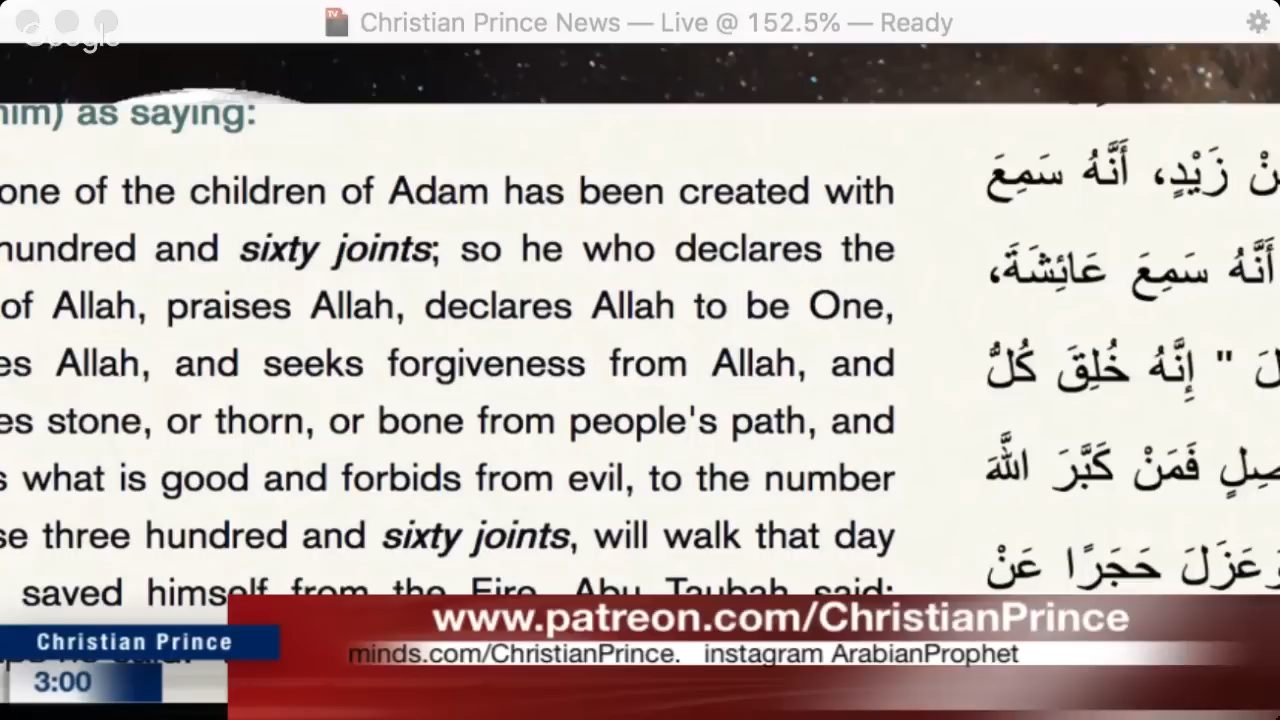 Christian Prince News — Live @ 152.5% — Ready
Google
him) as saying:
one of the children of Adam has been created with
hundred and sixty joints; so he who declares the
of Allah, praises Allah, declares Allah to be One,
es Allah, and seeks forgiveness from Allah, and
es stone, or thorn, or bone from people's path, and
s what is good and forbids from evil, to the number
se three hundred and sixty joints, will walk that day
saved himself from the Fire. Abu Taubah said:
نْ زَيْدٍ، أَنَّهُ سَمِعَ
أَنَّهُ سَمِعَ عَائِشَةَ،
لَ " إِنَّهُ خُلِقَ كُلُّ
صِلٍ فَمَنْ كَبَّرَ اللَّهَ
وَعَزَلَ حَجَرًا عَنْ
www.patreon.com/ChristianPrince
Christian Prince
minds.com/ChristianPrince. instagram ArabianProphet
3:00